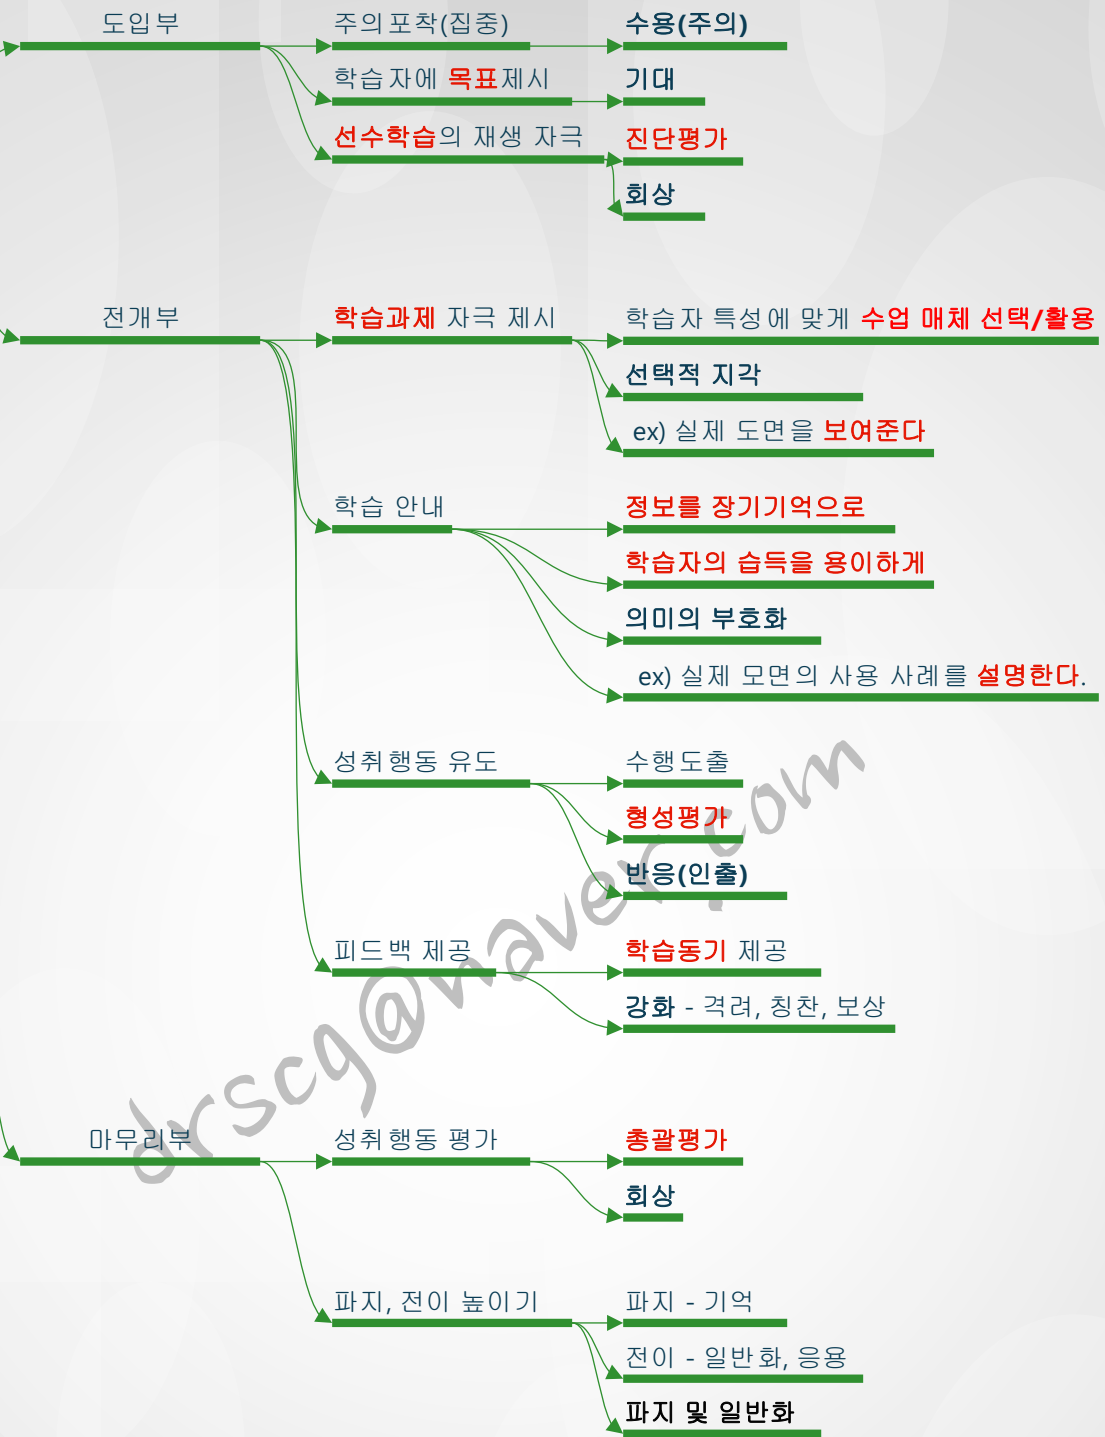 도입부
주의포착(집중)
수용(주의)
학습자에 목표제시
기대
선수학습의 재생 자극
진단평가
회상
전개부
학습과제 자극 제시
학습자 특성에 맞게 수업 매체 선택/활용
선택적 지각
ex) 실제 도면을 보여준다
학습 안내
정보를 장기기억으로
학습자의 습득을 용이하게
의미의 부호화
ex) 실제 모면의 사용 사례를 설명한다.
성취행동 유도
수행도출
형성평가
반응(인출)
피드백 제공
학습동기 제공
강화 - 격려, 칭찬, 보상
마무리부
성취행동 평가
총괄평가
회상
파지, 전이 높이기
파지 - 기억
전이 - 일반화, 응용
파지 및 일반화
drscg@naver.com